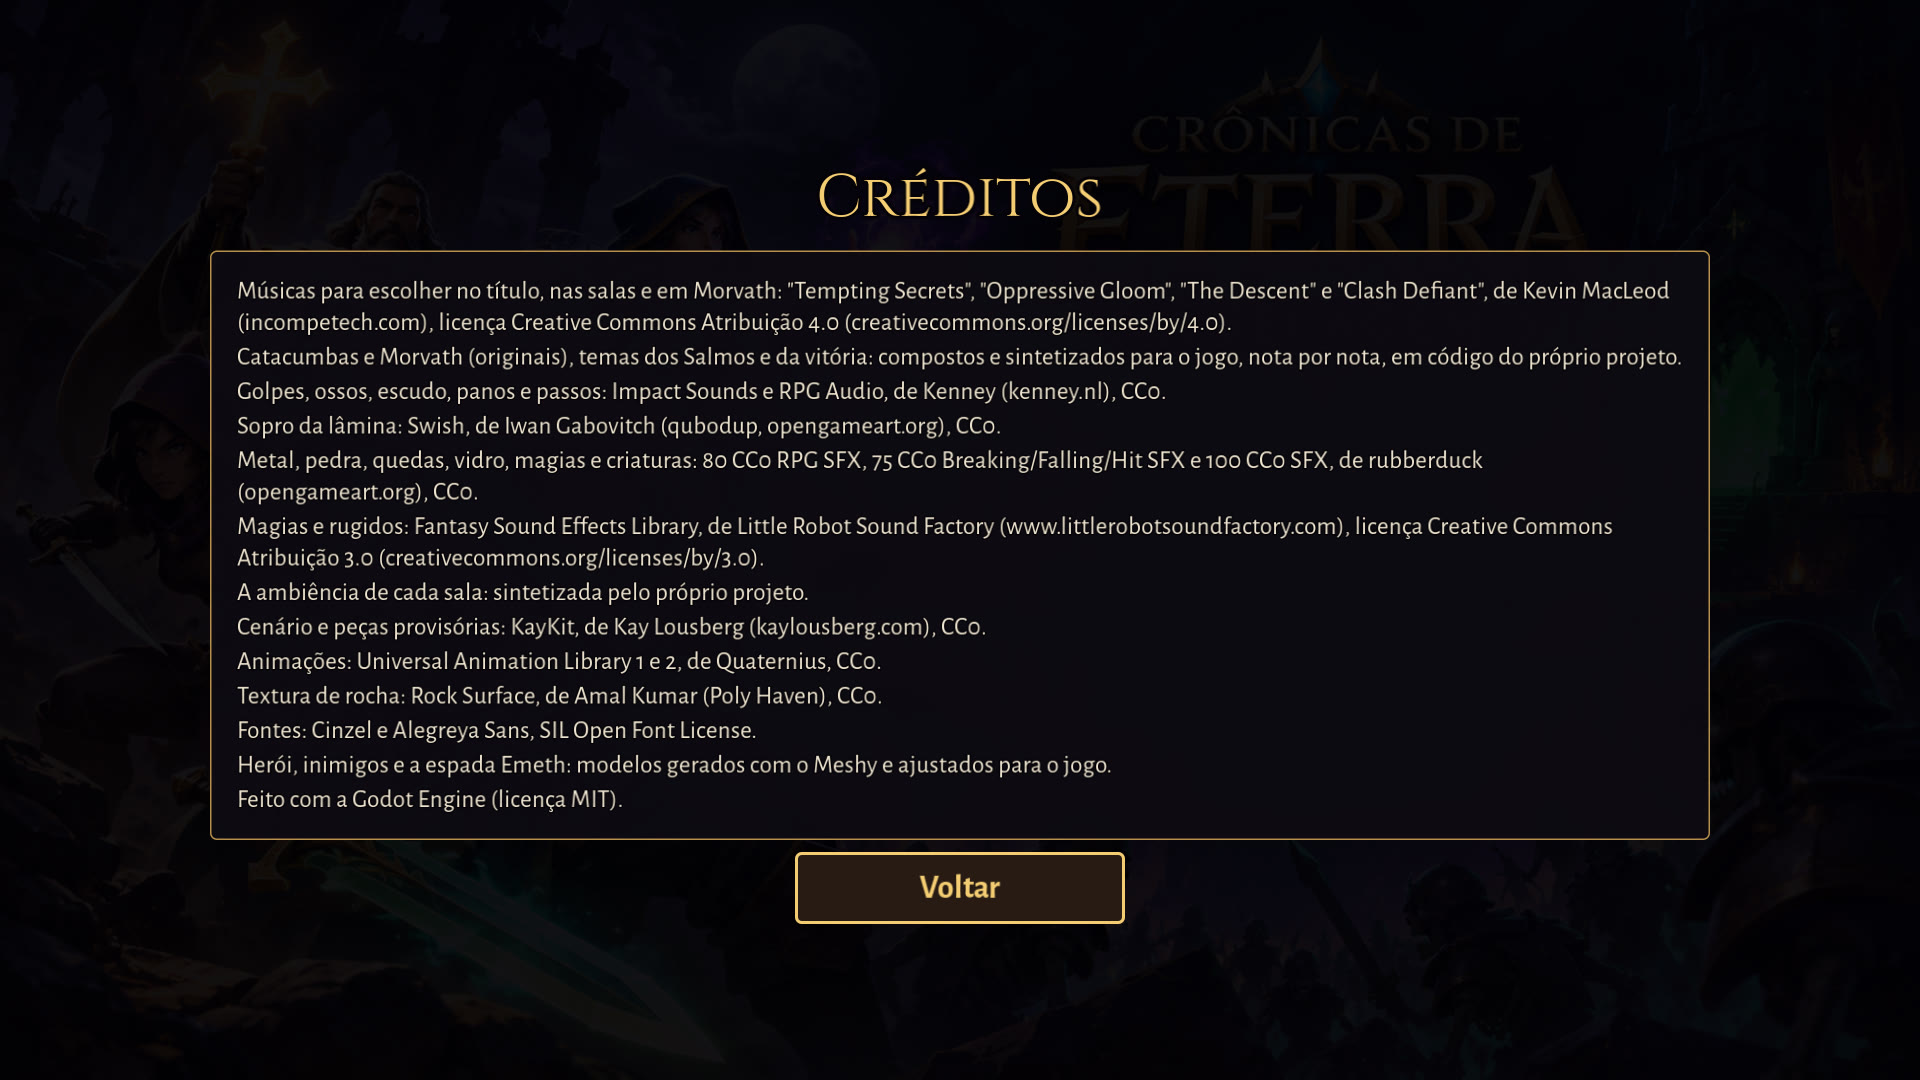 CRÔNICAS DE
ETERRA
CRÉDITOS
Músicas para escolher no título, nas salas e em Morvath: "Tempting Secrets", "Oppressive Gloom", "The Descent" e "Clash Defiant", de Kevin MacLeod
(incompetech.com), licença Creative Commons Atribuição 4.0 (creativecommons.org/licenses/by/4.0).
Catacumbas e Morvath (originais), temas dos Salmos e da vitória: compostos e sintetizados para o jogo, nota por nota, em código do próprio projeto.
Golpes, ossos, escudo, panos e passos: Impact Sounds e RPG Audio, de Kenney (kenney.nl), CC0.
Sopro da lâmina: Swish, de Iwan Gabovitch (qubodup, opengameart.org), CC0.
Metal, pedra, quedas, vidro, magias e criaturas: 80 CC0 RPG SFX, 75 CC0 Breaking/Falling/Hit SFX e 100 CC0 SFX, de rubberduck
(opengameart.org), CC0.
Magias e rugidos: Fantasy Sound Effects Library, de Little Robot Sound Factory (www.littlerobotsoundfactory.com), licença Creative Commons
Atribuição 3.0 (creativecommons.org/licenses/by/3.0).
A ambiência de cada sala: sintetizada pelo próprio projeto.
Cenário e peças provisórias: KayKit, de Kay Lousberg (kaylousberg.com), CC0.
Animações: Universal Animation Library 1 e 2, de Quaternius, CC0.
Textura de rocha: Rock Surface, de Amal Kumar (Poly Haven), CC0.
Fontes: Cinzel e Alegreya Sans, SIL Open Font License.
Herói, inimigos e a espada Emeth: modelos gerados com o Meshy e ajustados para o jogo.
Feito com a Godot Engine (licença MIT).
Voltar